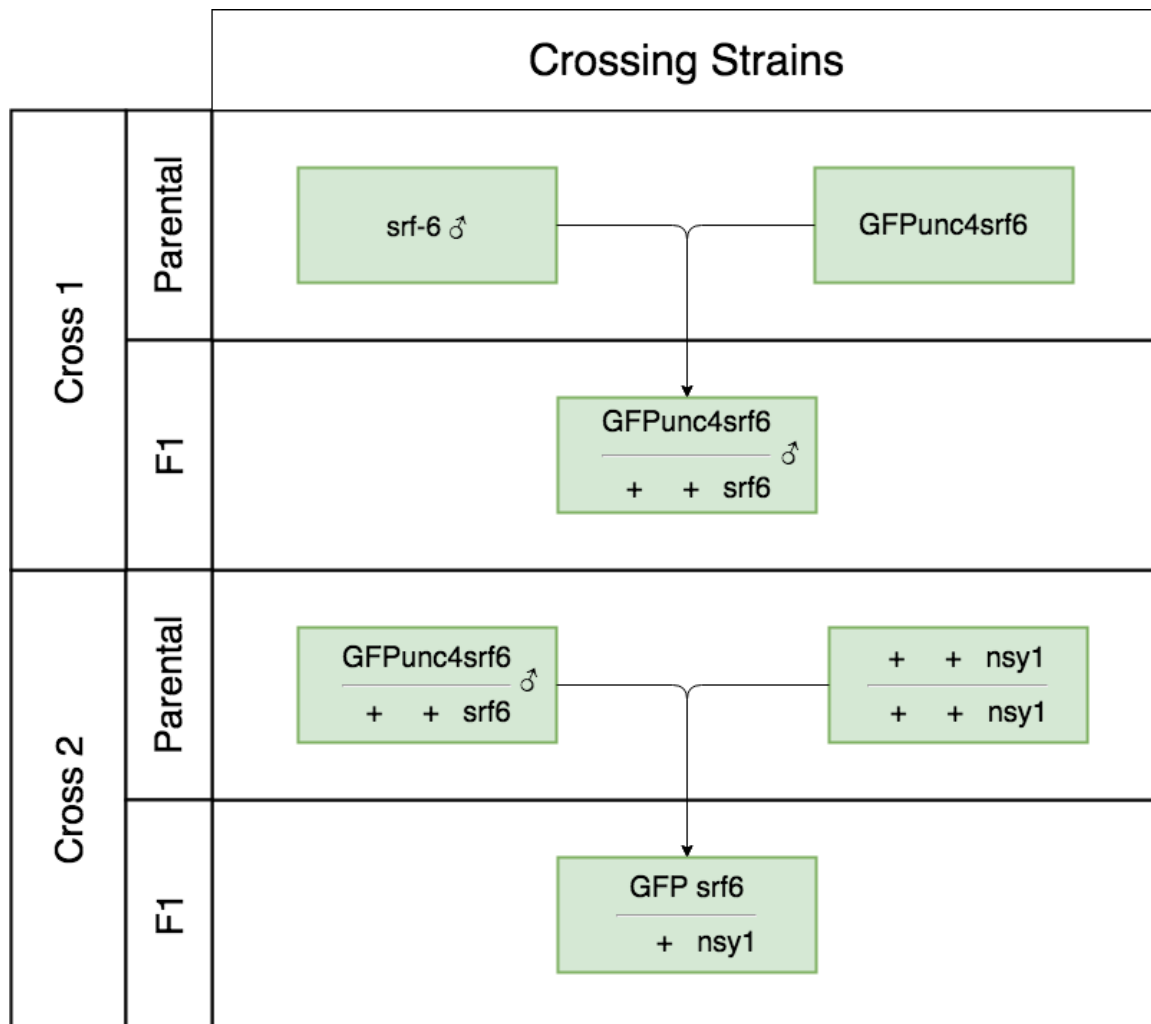 Crossing Strains
Cross 1
Parental
srf-6 ♂
GFPunc4srf6
F1
GFPunc4srf6
♂
+ + srf6
Cross 2
Parental
GFPunc4srf6
♂
+ + srf6
+ + nsy1
+ + nsy1
F1
GFP srf6
+ nsy1